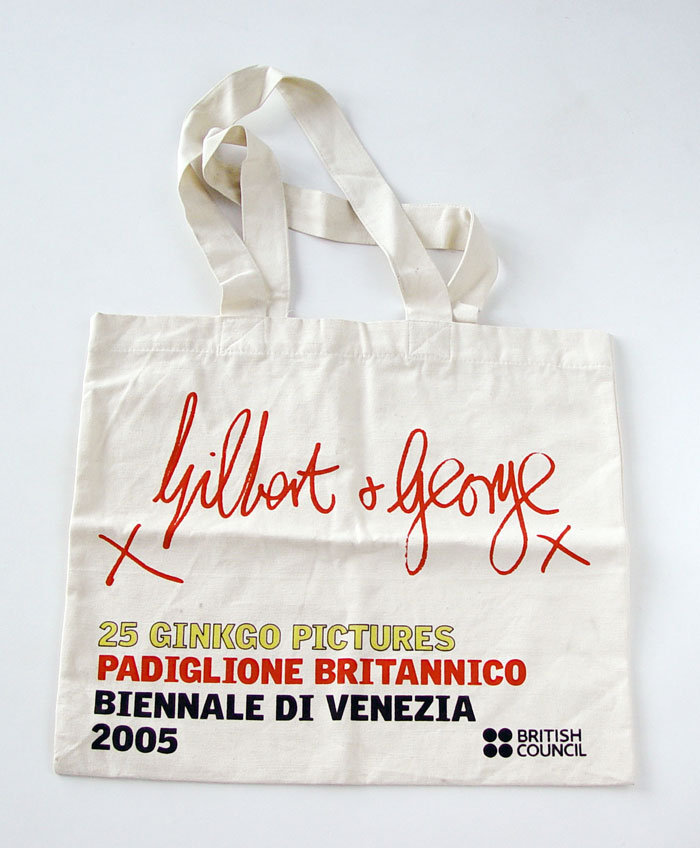 Gilbert & George
X X
25 GINKGO PICTURES
PADIGLIONE BRITANNICO
BIENNALE DI VENEZIA
2005
BRITISH
COUNCIL